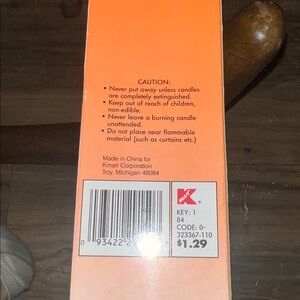 CAUTION:
• Never put away unless candles
are completely extinguished.
• Keep out of reach of children,
non-edible.
• Never leave a burning candle
unattended.
• Do not place near flammable
material (such as curtains etc.)
Made in China for
Kmart Corporation
Troy, Michigan 48084
K
KEY: 1
84
CODE: 0-
323367-110
$1.29
0 93422